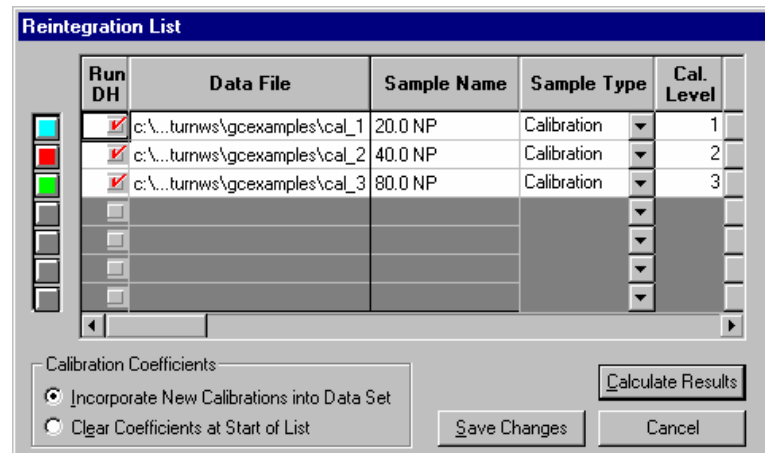 Reintegration List
Run DH Data File Sample Name Sample Type Cal. Level
c:\...turnws\gcexamples\cal_1 20.0 NP Calibration 1
c:\...turnws\gcexamples\cal_2 40.0 NP Calibration 2
c:\...turnws\gcexamples\cal_3 80.0 NP Calibration 3
Calibration Coefficients
Incorporate New Calibrations into Data Set
Clear Coefficients at Start of List
Calculate Results
Save Changes
Cancel